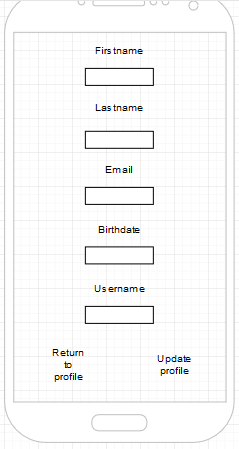 Firstname
Lastname
Email
Birthdate
Username
Return
to
profile
Update
profile